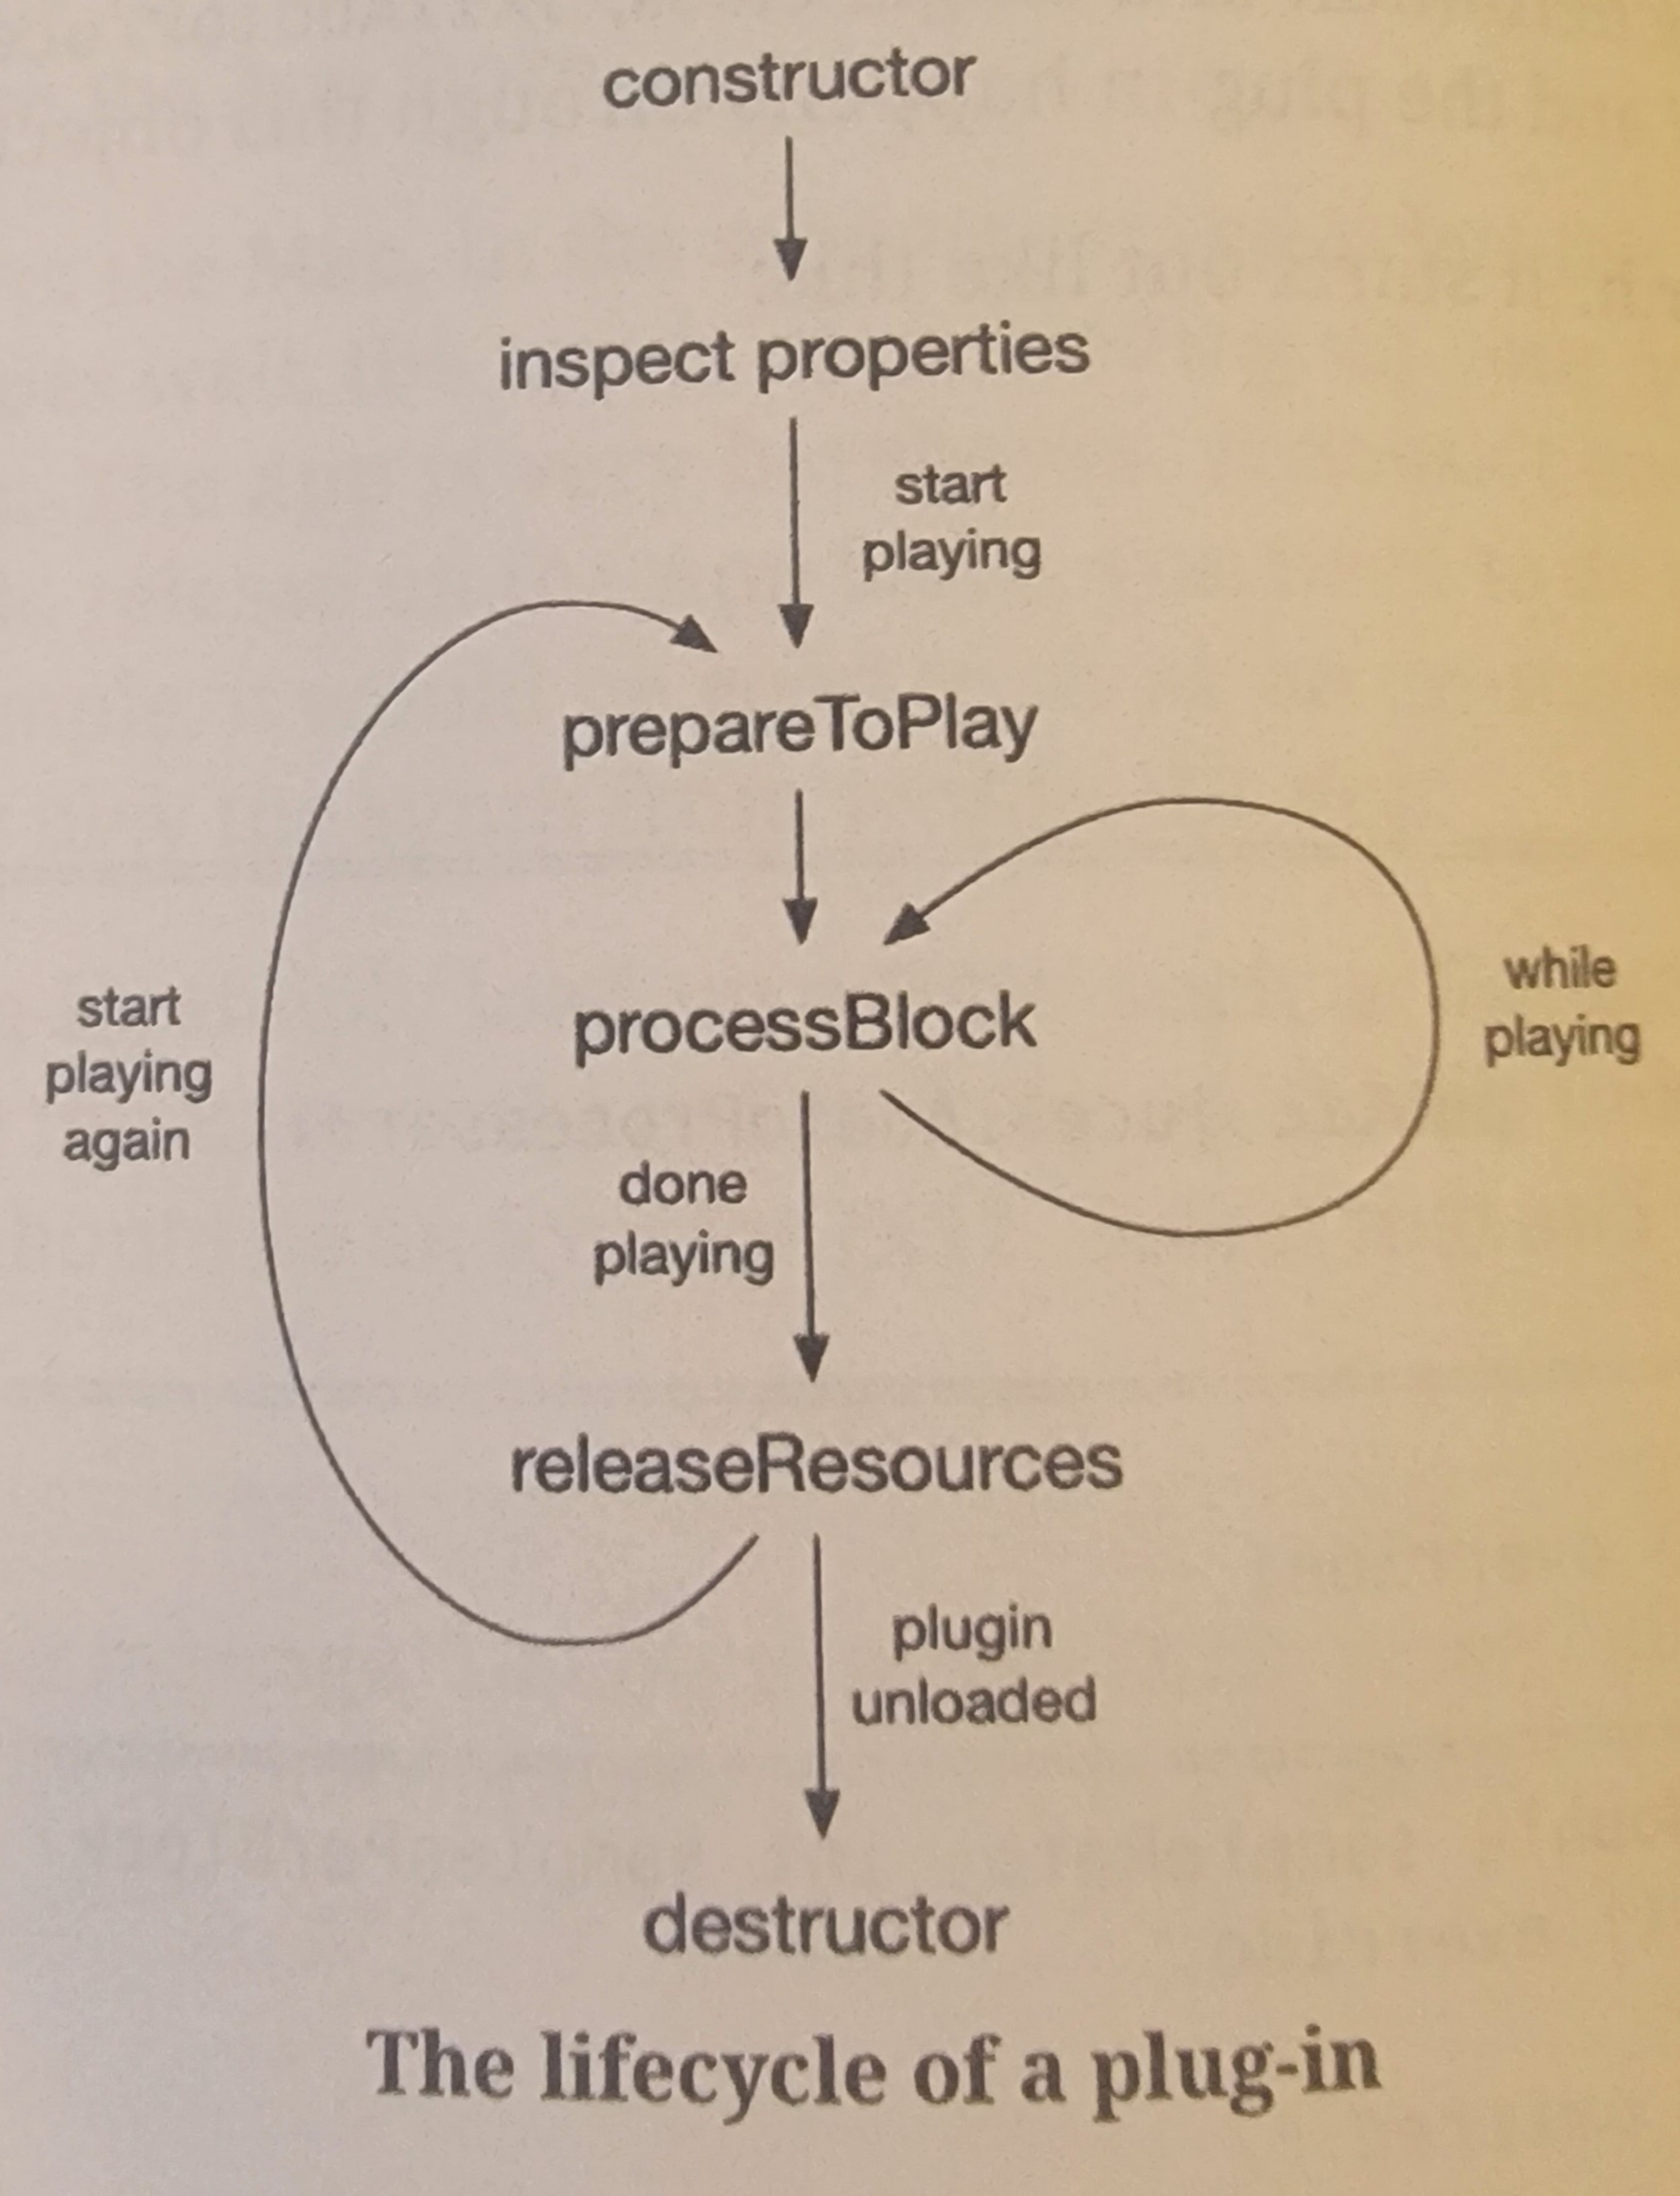 constructor
inspect properties
start
playing
prepareToPlay
processBlock
while
playing
start
playing
again
done
playing
releaseResources
plugin
unloaded
destructor
The lifecycle of a plug-in